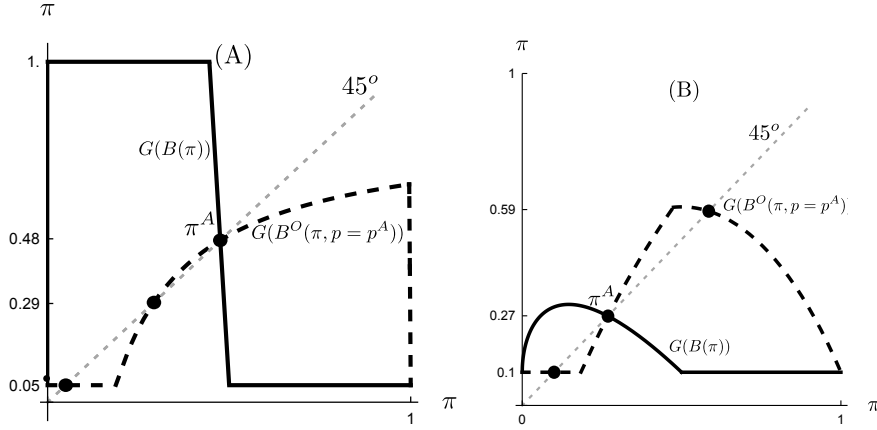 π
(A)
1.
45°
G(B(π))
π^A
G(B^O(π, p = p^A))
0.48
0.29
0.05
π
1
π
(B)
1
45°
G(B^O(π, p = p^A)
0.59
π^A
0.27
G(B(π))
0.1
π
0
1